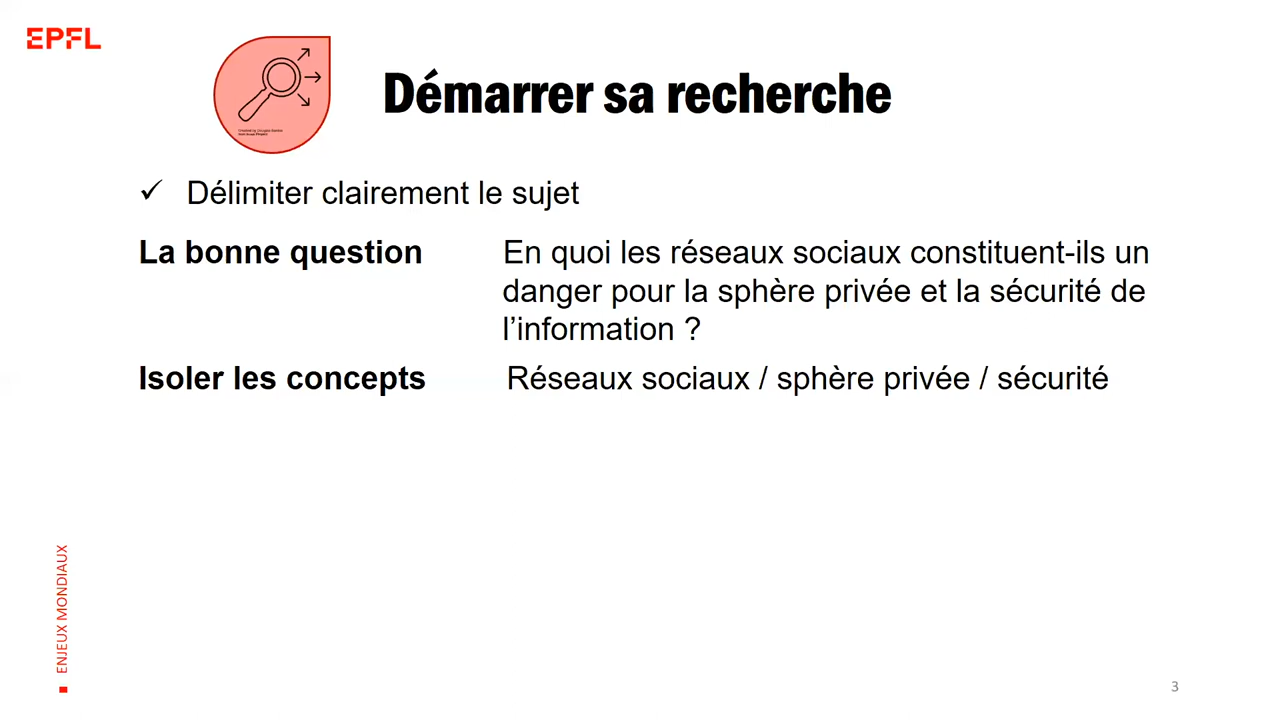 EPFL
Démarrer sa recherche
✓ Délimiter clairement le sujet
La bonne question
En quoi les réseaux sociaux constituent-ils un
danger pour la sphère privée et la sécurité de
l’information ?
Isoler les concepts
Réseaux sociaux / sphère privée / sécurité
ENJEUX MONDIAUX
3